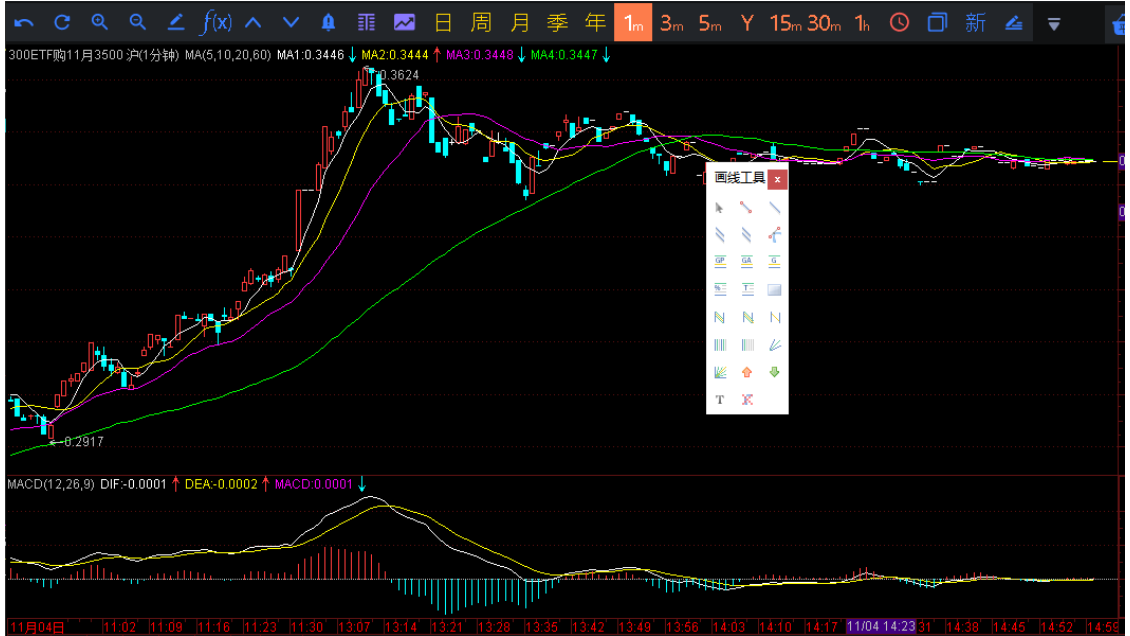 f(x) 日 周 月 季 年 1m 3m 5m Y 15m 30m 1h 新
300ETF购11月3500 沪(1分钟) MA(5,10,20,60) MA1:0.3446 ↓ MA2:0.3444 ↑ MA3:0.3448 ↓ MA4:0.3447 ↓
0.3624
画线工具 x
GP GA G
% T
T
0.2917
MACD(12,26,9) DIF:-0.0001 ↑ DEA:-0.0002 ↑ MACD:0.0001 ↓
11月04日 11:02 11:09 11:16 11:23 11:30 13:07 13:14 13:21 13:28 13:35 13:42 13:49 13:56 14:03 14:10 14:17 11/04 14:23 31 14:38 14:45 14:52 14:59